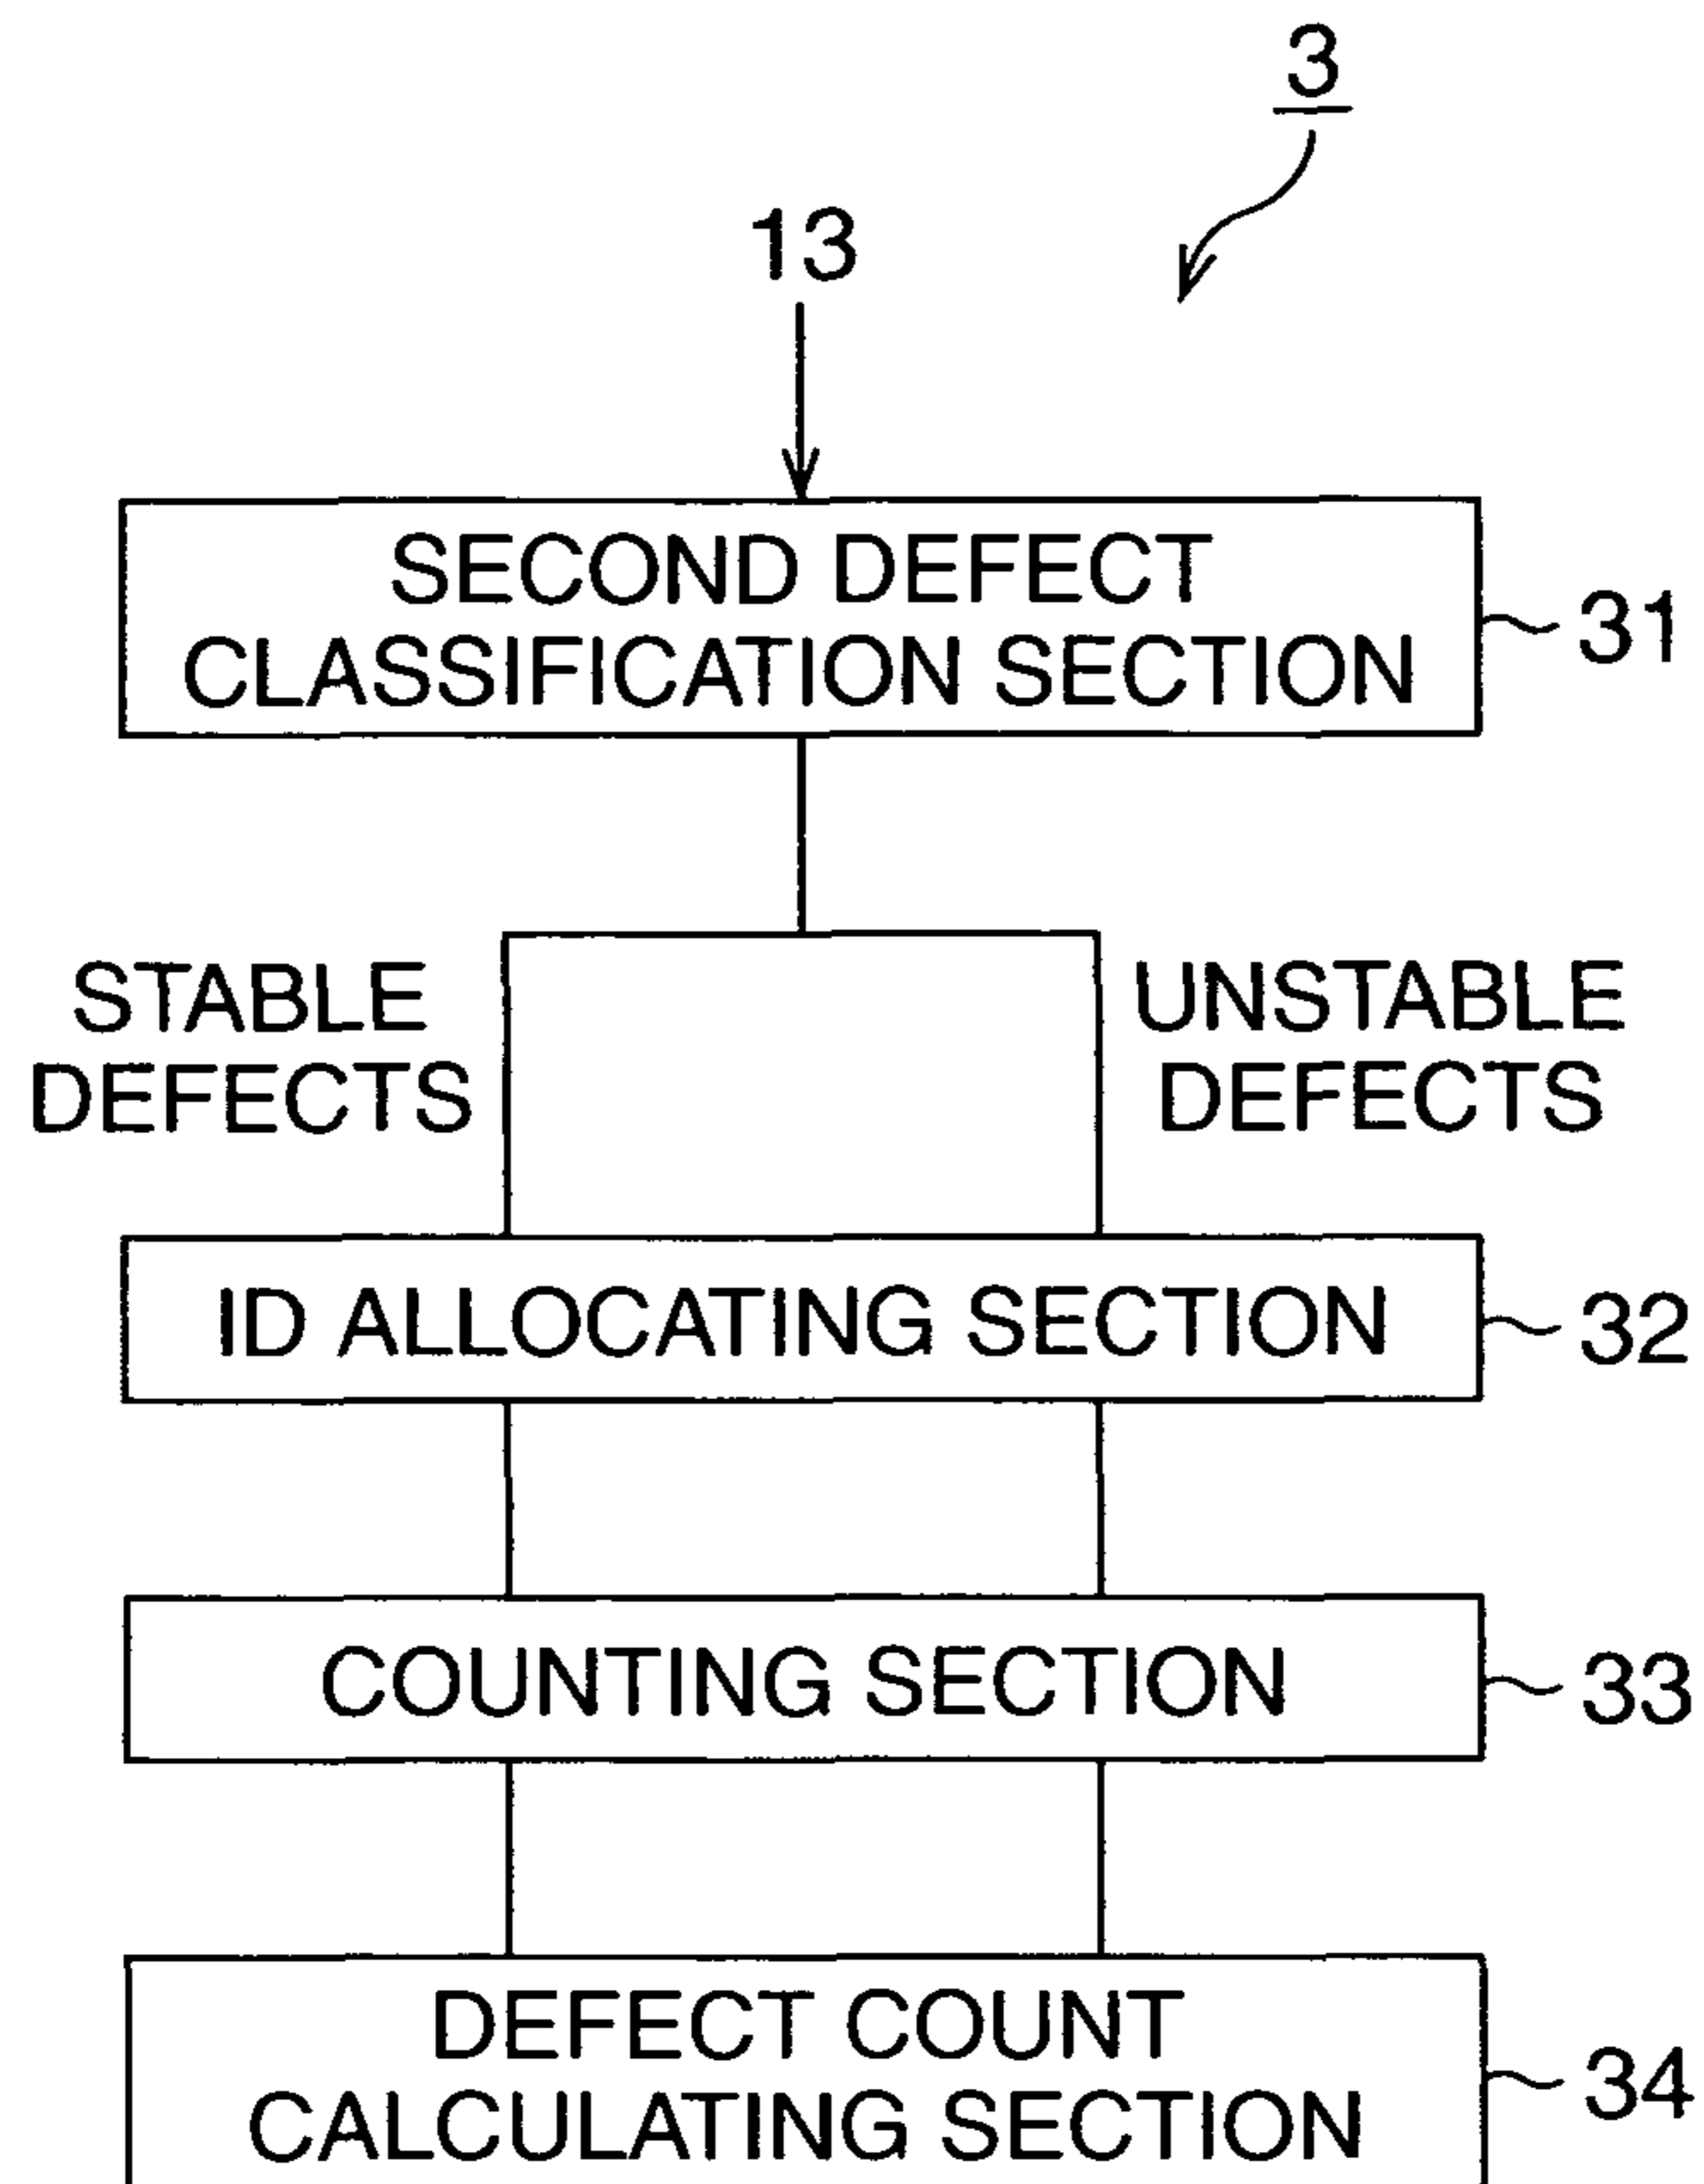 3
13
SECOND DEFECT
CLASSIFICATION SECTION
31
STABLE
DEFECTS
UNSTABLE
DEFECTS
ID ALLOCATING SECTION
32
COUNTING SECTION
33
DEFECT COUNT
CALCULATING SECTION
34